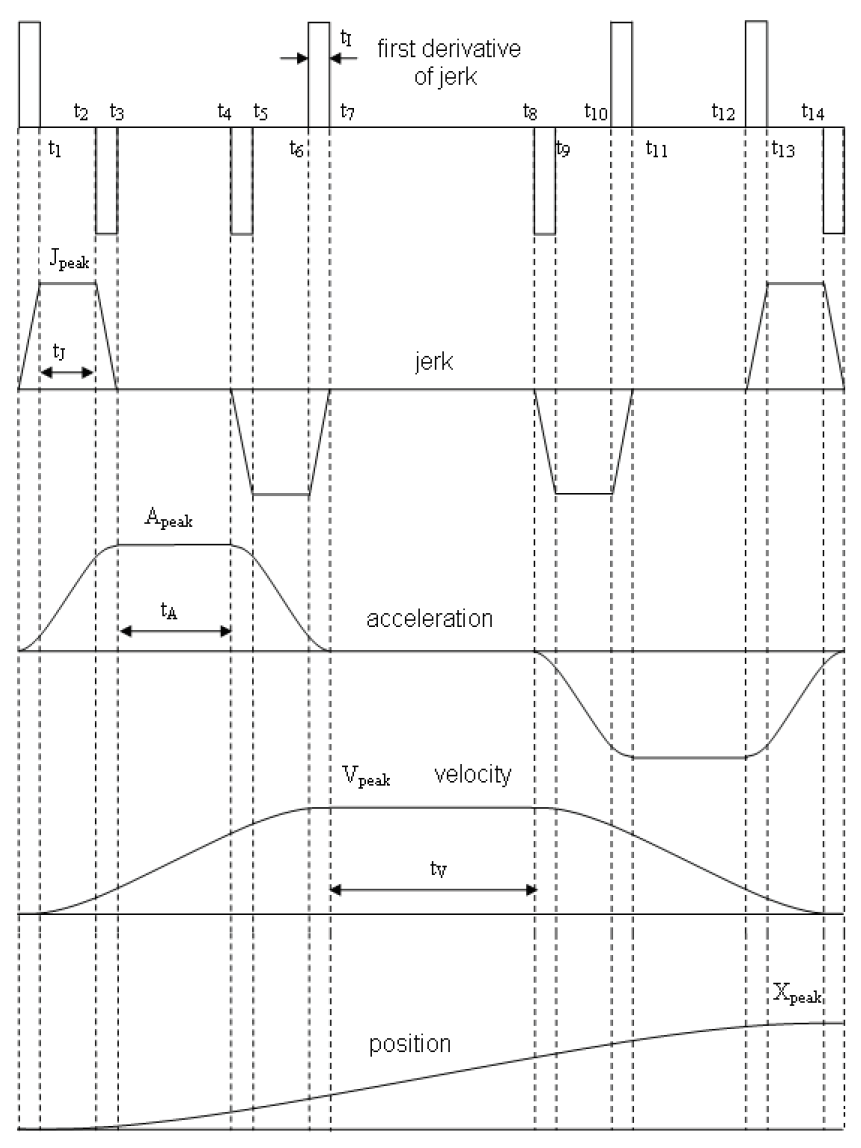 t_I first derivative
of jerk
t_2 t_3 t_4 t_5 t_7 t_8 t_10 t_12 t_14
t_1 t_6 t_9 t_11 t_13
J_peak
t_J
jerk
A_peak
t_A
acceleration
V_peak velocity
t_V
X_peak
position